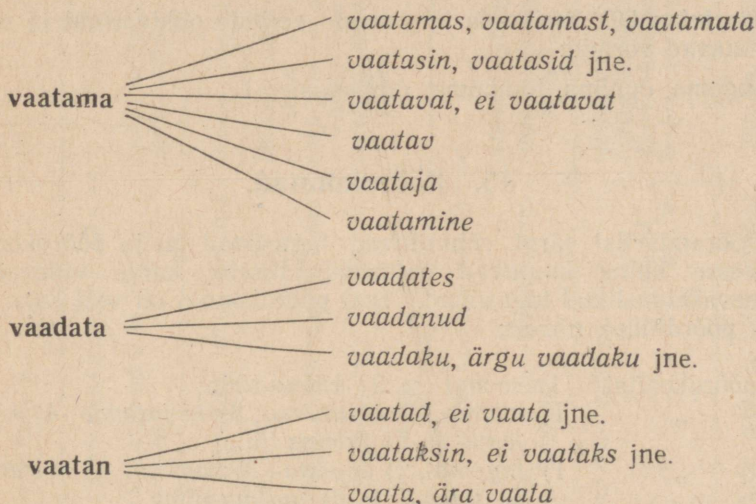 vaatamas, vaatamast, vaatamata
vaatasin, vaatasid jne.
vaatama
vaatavat, ei vaatavat
vaatav
vaataja
vaatamine
vaadates
vaadata
vaadanud
vaadaku, ärgu vaadaku jne.
vaatad, ei vaata jne.
vaatan
vaataksin, ei vaataks jne.
vaata, ära vaata